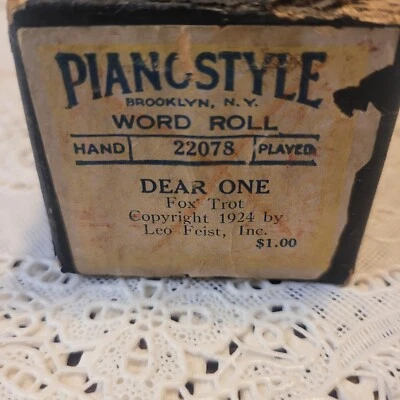 PIANOSTYLE
BROOKLYN, N.Y.
WORD ROLL
HAND 22078 PLAYED
DEAR ONE
Fox Trot
Copyright 1924 by
Leo Feist, Inc.
$1.00